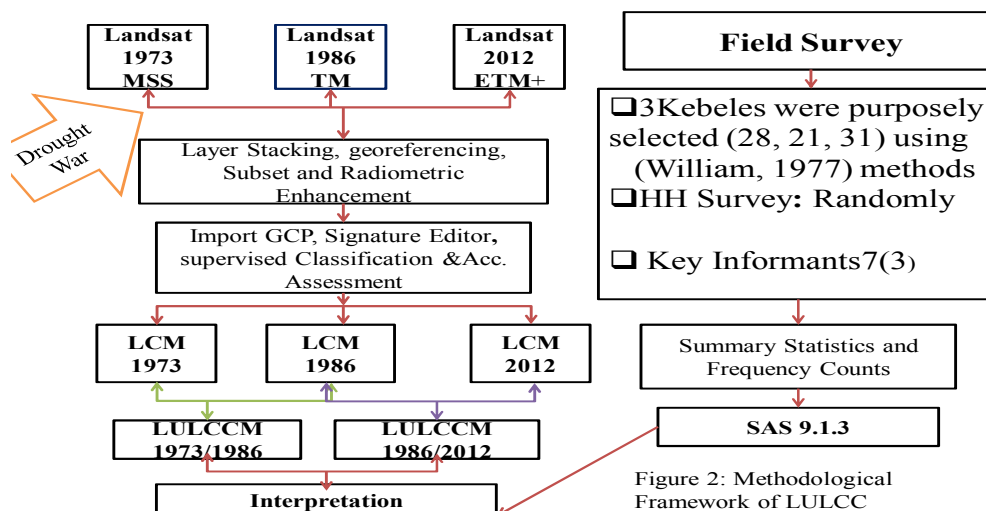 Landsat
1973
MSS
Landsat
1986
TM
Landsat
2012
ETM+
Drought
War
Layer Stacking, georeferencing,
Subset and Radiometric
Enhancement
Import GCP, Signature Editor,
supervised Classification &Acc.
Assessment
LCM
1973
LCM
1986
LCM
2012
LULCCM
1973/1986
LULCCM
1986/2012
Interpretation
Field Survey
❑3Kebeles were purposely
selected (28, 21, 31) using
(William, 1977) methods
❑HH Survey: Randomly
❑ Key Informants7(3)
Summary Statistics and
Frequency Counts
SAS 9.1.3
Figure 2: Methodological
Framework of LULCC